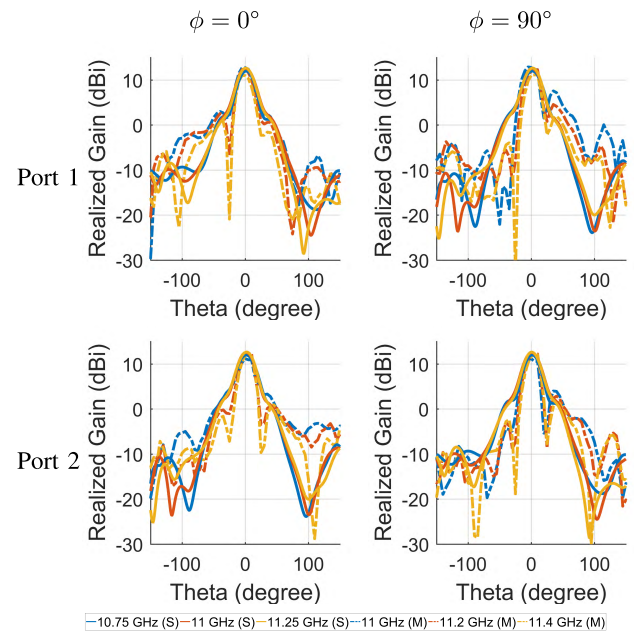 ϕ = 0° ϕ = 90°
Port 1
Realized Gain (dBi)
10
0
-10
-20
-30
-100 0 100
Theta (degree)
Realized Gain (dBi)
10
0
-10
-20
-30
-100 0 100
Theta (degree)
Port 2
Realized Gain (dBi)
10
0
-10
-20
-30
-100 0 100
Theta (degree)
Realized Gain (dBi)
10
0
-10
-20
-30
-100 0 100
Theta (degree)
10.75 GHz (S) 11 GHz (S) 11.25 GHz (S) 11 GHz (M) 11.2 GHz (M) 11.4 GHz (M)